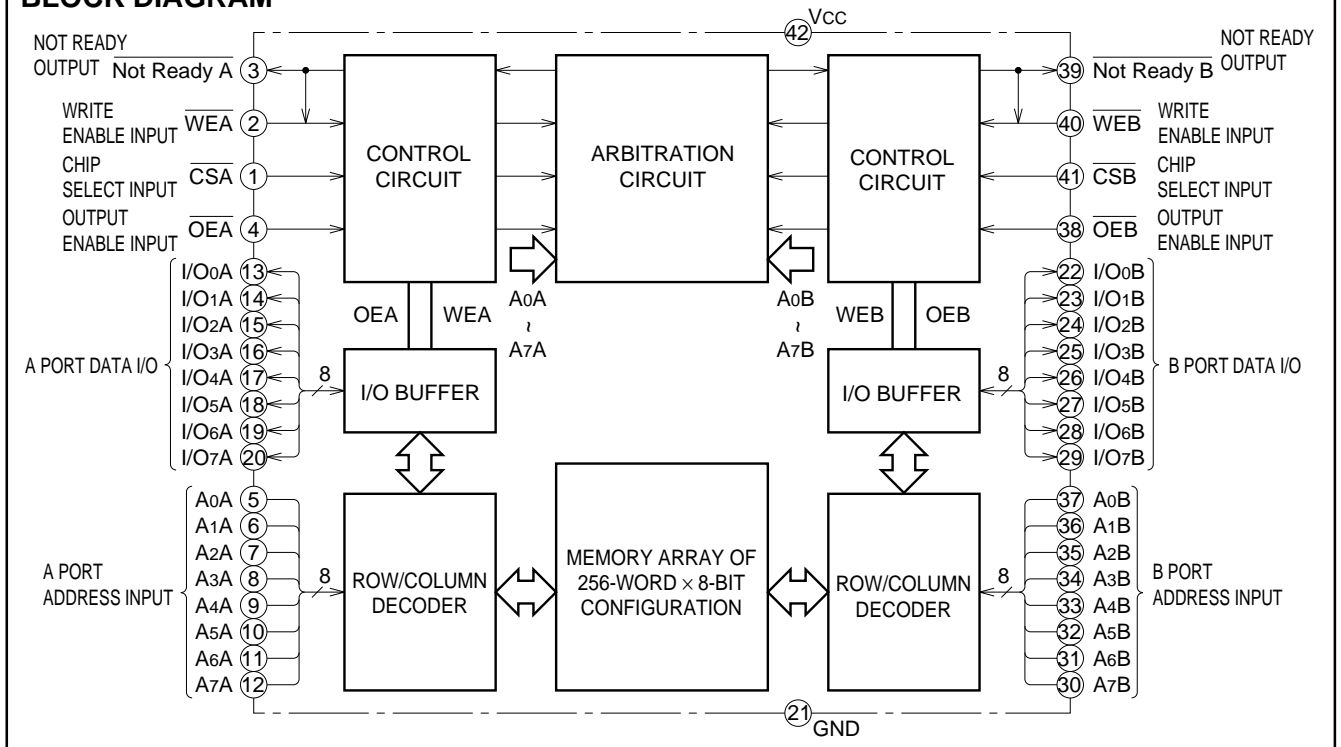 BLOCK DIAGRAM
VCC
42
NOT READY
OUTPUT
Not Ready A 3
39 Not Ready B
NOT READY
OUTPUT
WRITE
ENABLE INPUT
WEA 2
40 WEB
WRITE
ENABLE INPUT
CHIP
SELECT INPUT
CSA 1
41 CSB
CHIP
SELECT INPUT
OUTPUT
ENABLE INPUT
OEA 4
38 OEB
OUTPUT
ENABLE INPUT
CONTROL
CIRCUIT
ARBITRATION
CIRCUIT
CONTROL
CIRCUIT
A PORT DATA I/O
I/O0A 13
I/O1A 14
I/O2A 15
I/O3A 16
I/O4A 17
I/O5A 18
I/O6A 19
I/O7A 20
8
OEA
WEA
A0A
~
A7A
A0B
~
A7B
WEB
OEB
I/O BUFFER
I/O BUFFER
8
22 I/O0B
23 I/O1B
24 I/O2B
25 I/O3B
26 I/O4B
27 I/O5B
28 I/O6B
29 I/O7B
B PORT DATA I/O
A PORT
ADDRESS INPUT
A0A 5
A1A 6
A2A 7
A3A 8
A4A 9
A5A 10
A6A 11
A7A 12
8
ROW/COLUMN
DECODER
MEMORY ARRAY OF
256-WORD × 8-BIT
CONFIGURATION
ROW/COLUMN
DECODER
8
37 A0B
36 A1B
35 A2B
34 A3B
33 A4B
32 A5B
31 A6B
30 A7B
B PORT
ADDRESS INPUT
21
GND